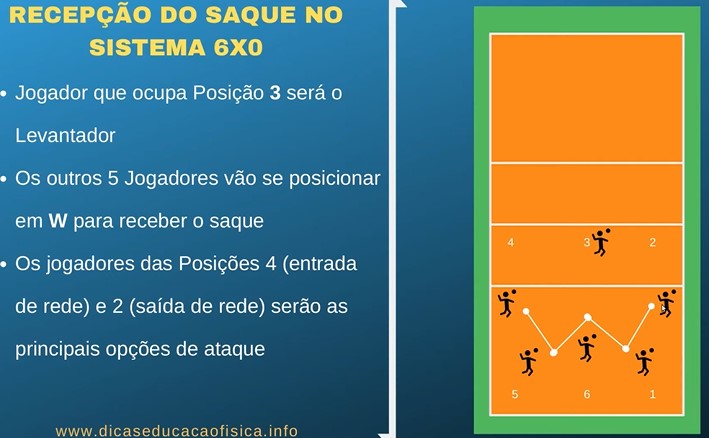 RECEPÇÃO DO SAQUE NO
SISTEMA 6X0
• Jogador que ocupa Posição 3 será o
Levantador
• Os outros 5 Jogadores vão se posicionar
em W para receber o saque
• Os jogadores das Posições 4 (entrada
de rede) e 2 (saída de rede) serão as
principais opções de ataque
www.dicaseducacaofisica.info
4 3 2
5 6 1